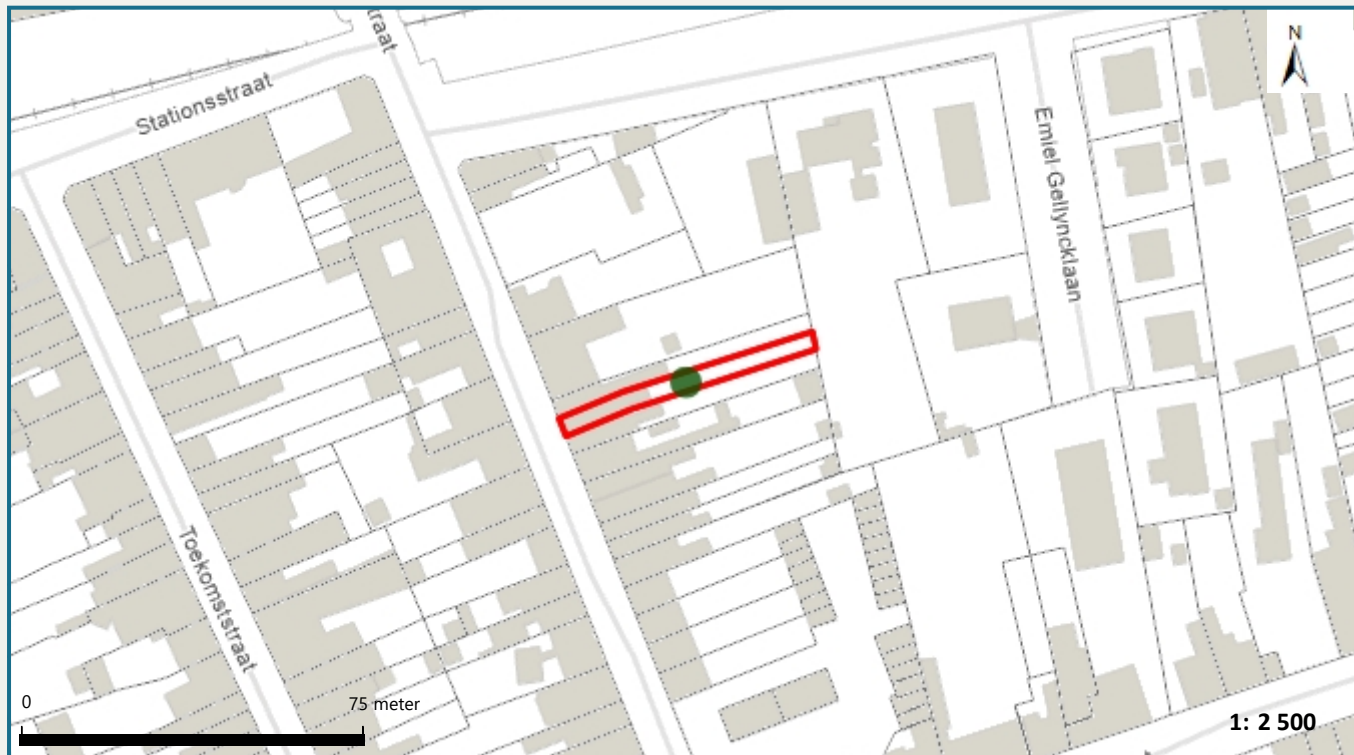 N
Stationsstraat
Emiel Gellyncklaan
Toekomststraat
0
75 meter
1: 2 500